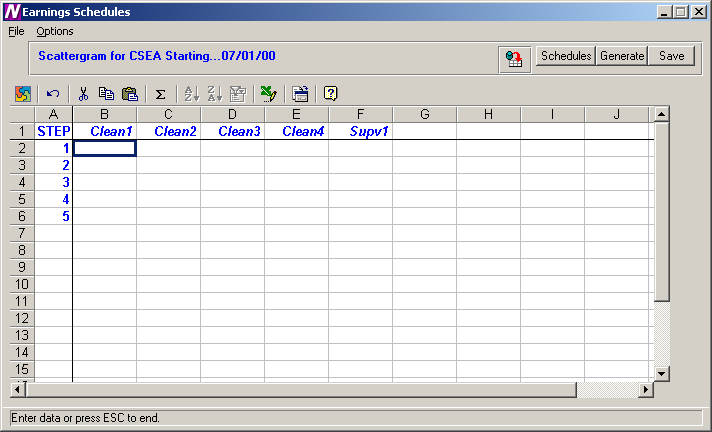 Earnings Schedules
File Options
Scattergram for CSEA Starting...07/01/00
Schedules Generate Save
A B C D E F G H I J
1 STEP Clean1 Clean2 Clean3 Clean4 Supv1
2 1
3 2
4 3
5 4
6 5
7
8
9
10
11
12
13
14
15
Enter data or press ESC to end.